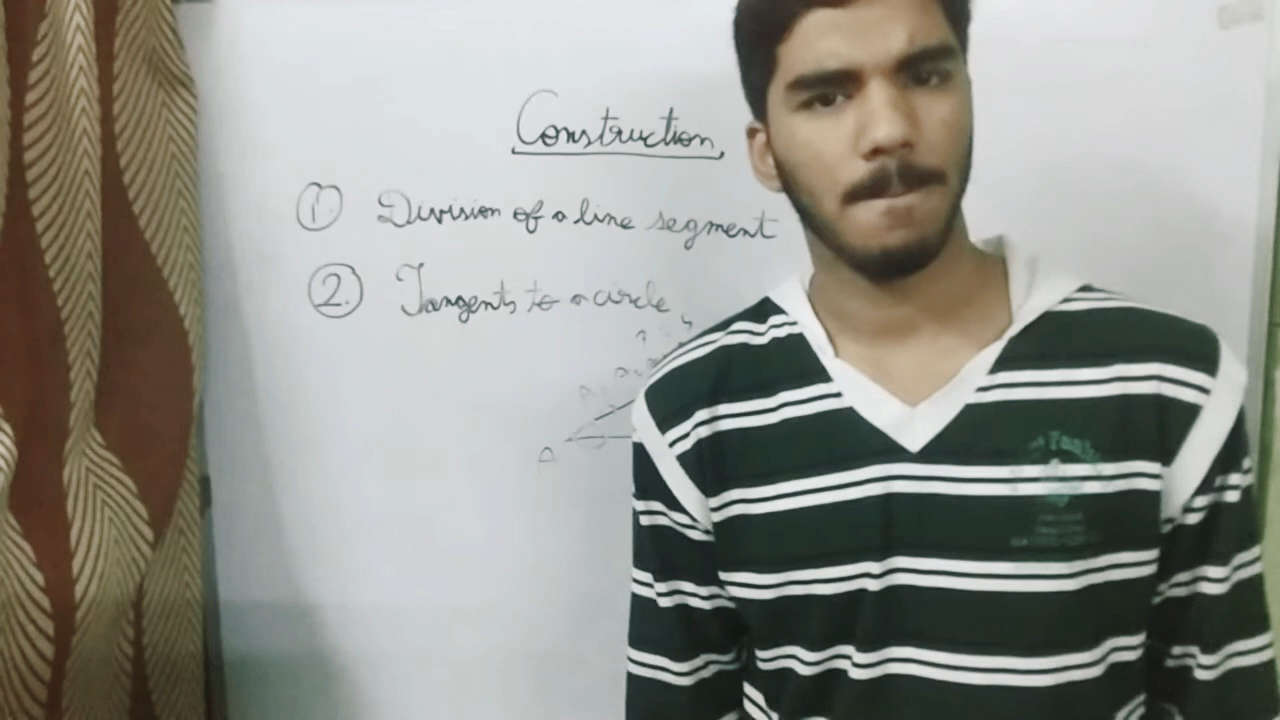 Construction
1. Division of a line segment
2. Tangents to a circle
A